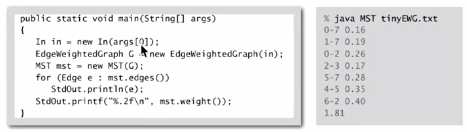 public static void main(String[] args)
{
In in = new In(args[0]);
EdgeWeightedGraph G = new EdgeWeightedGraph(in);
MST mst = new MST(G);
for (Edge e : mst.edges())
StdOut.println(e);
StdOut.printf("%.2f\n", mst.weight());
}
% java MST tinyEWG.txt
0-7 0.16
1-7 0.19
0-2 0.26
2-3 0.17
5-7 0.28
4-5 0.35
6-2 0.40
1.81